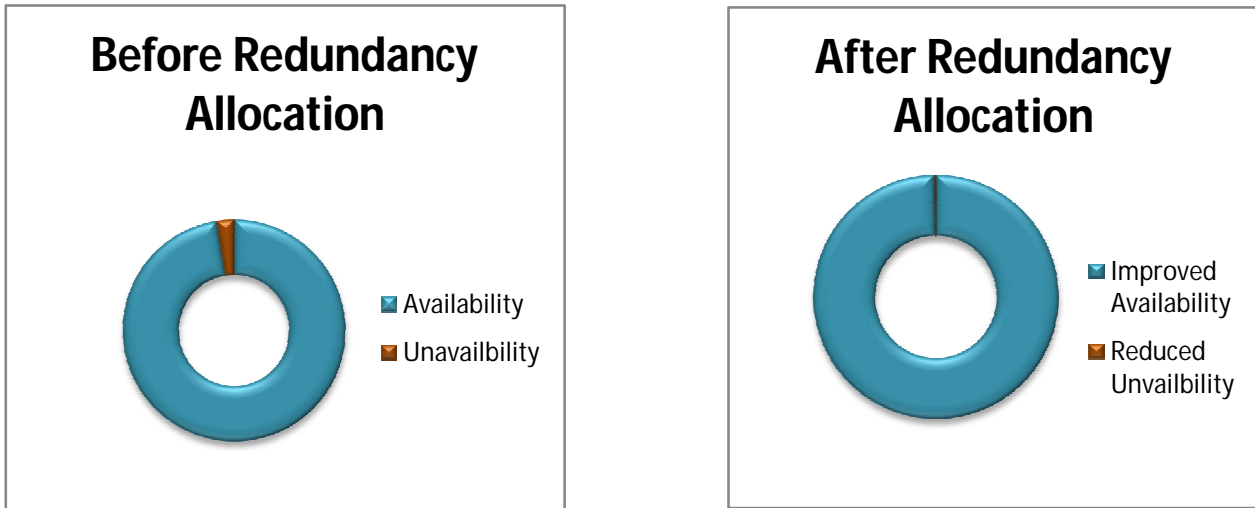 Before Redundancy
Allocation
Availability
Unavailbility
After Redundancy
Allocation
Improved
Availability
Reduced
Unvailbility